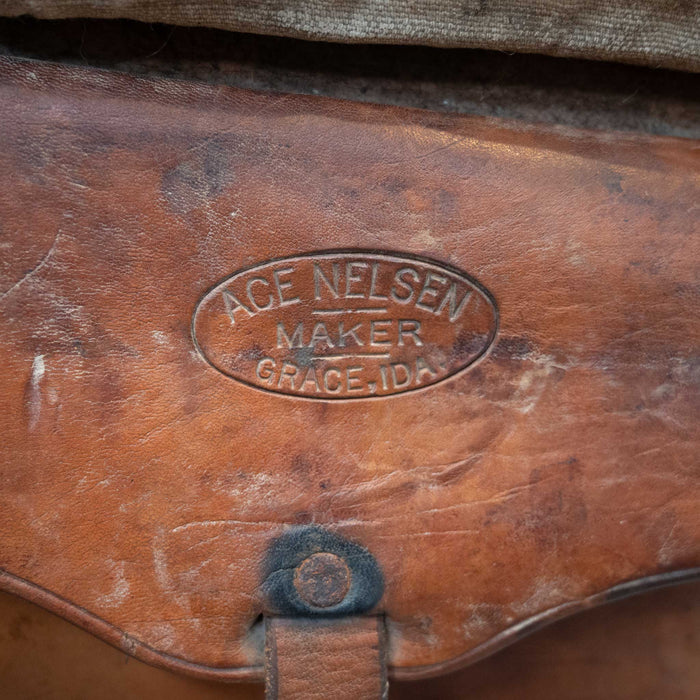 ACE NELSEN
MAKER
GRACE, IDA.